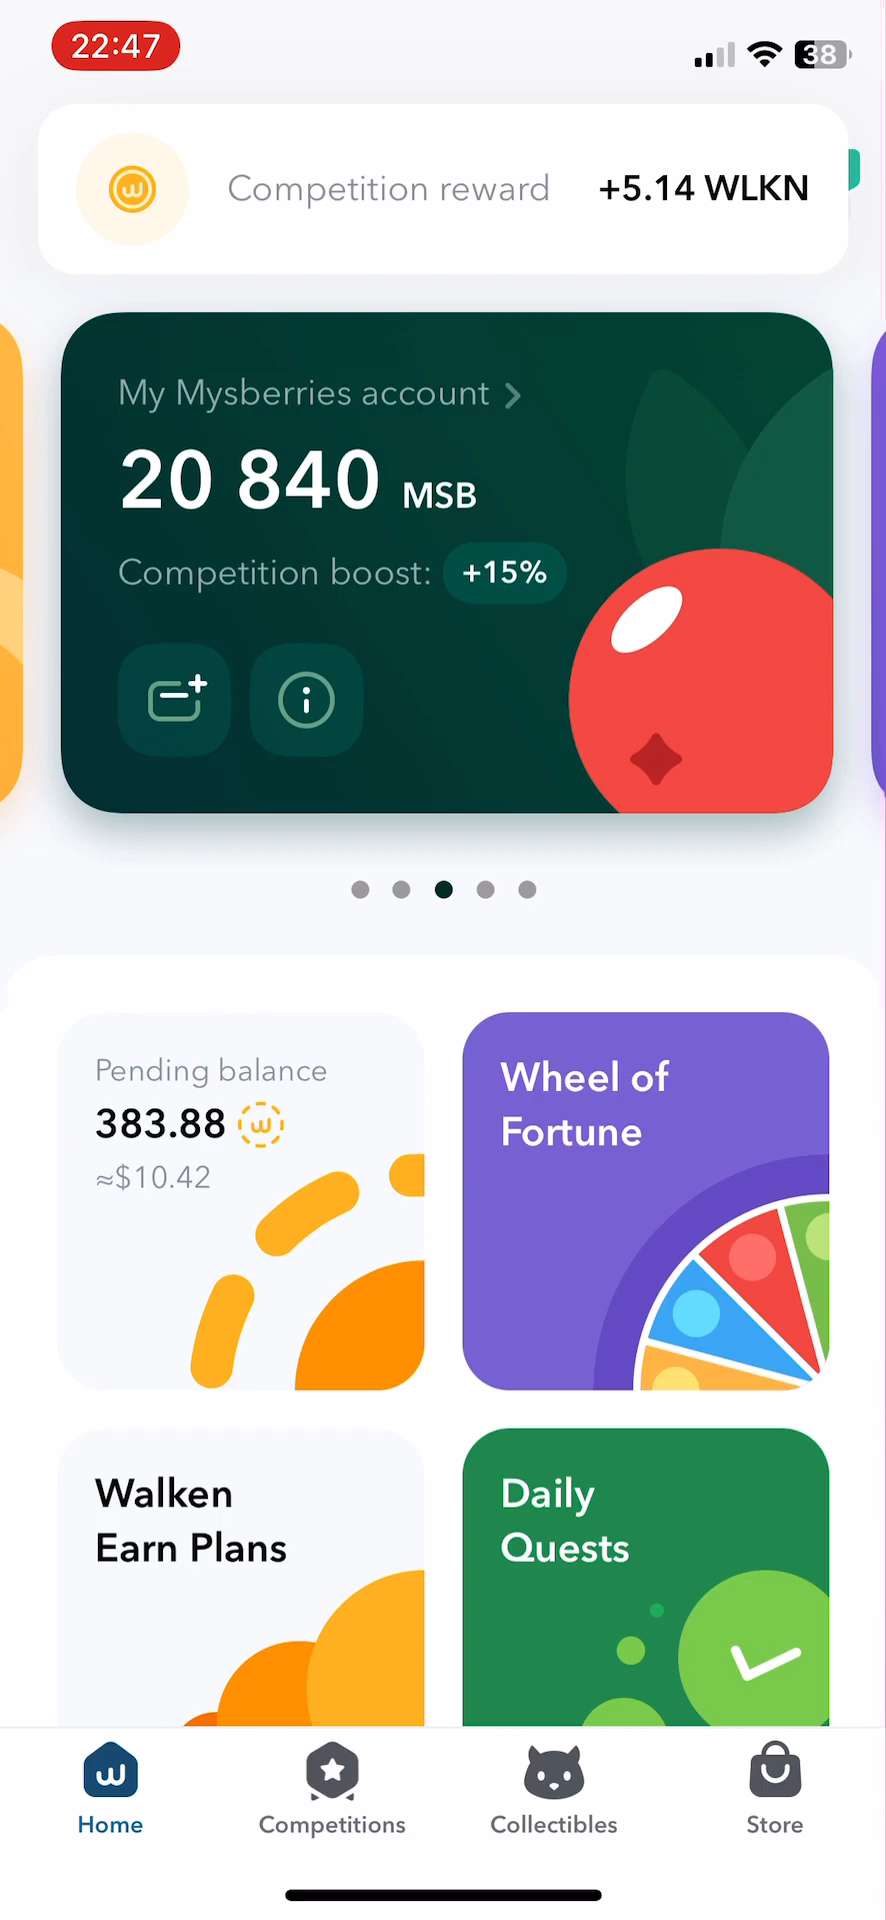 22:47
38
Competition reward +5.14 WLKN
My Mysberries account
20 840 MSB
Competition boost: +15%
Pending balance
383.88
≈$10.42
Wheel of
Fortune
Walken
Earn Plans
Daily
Quests
Home
Competitions
Collectibles
Store